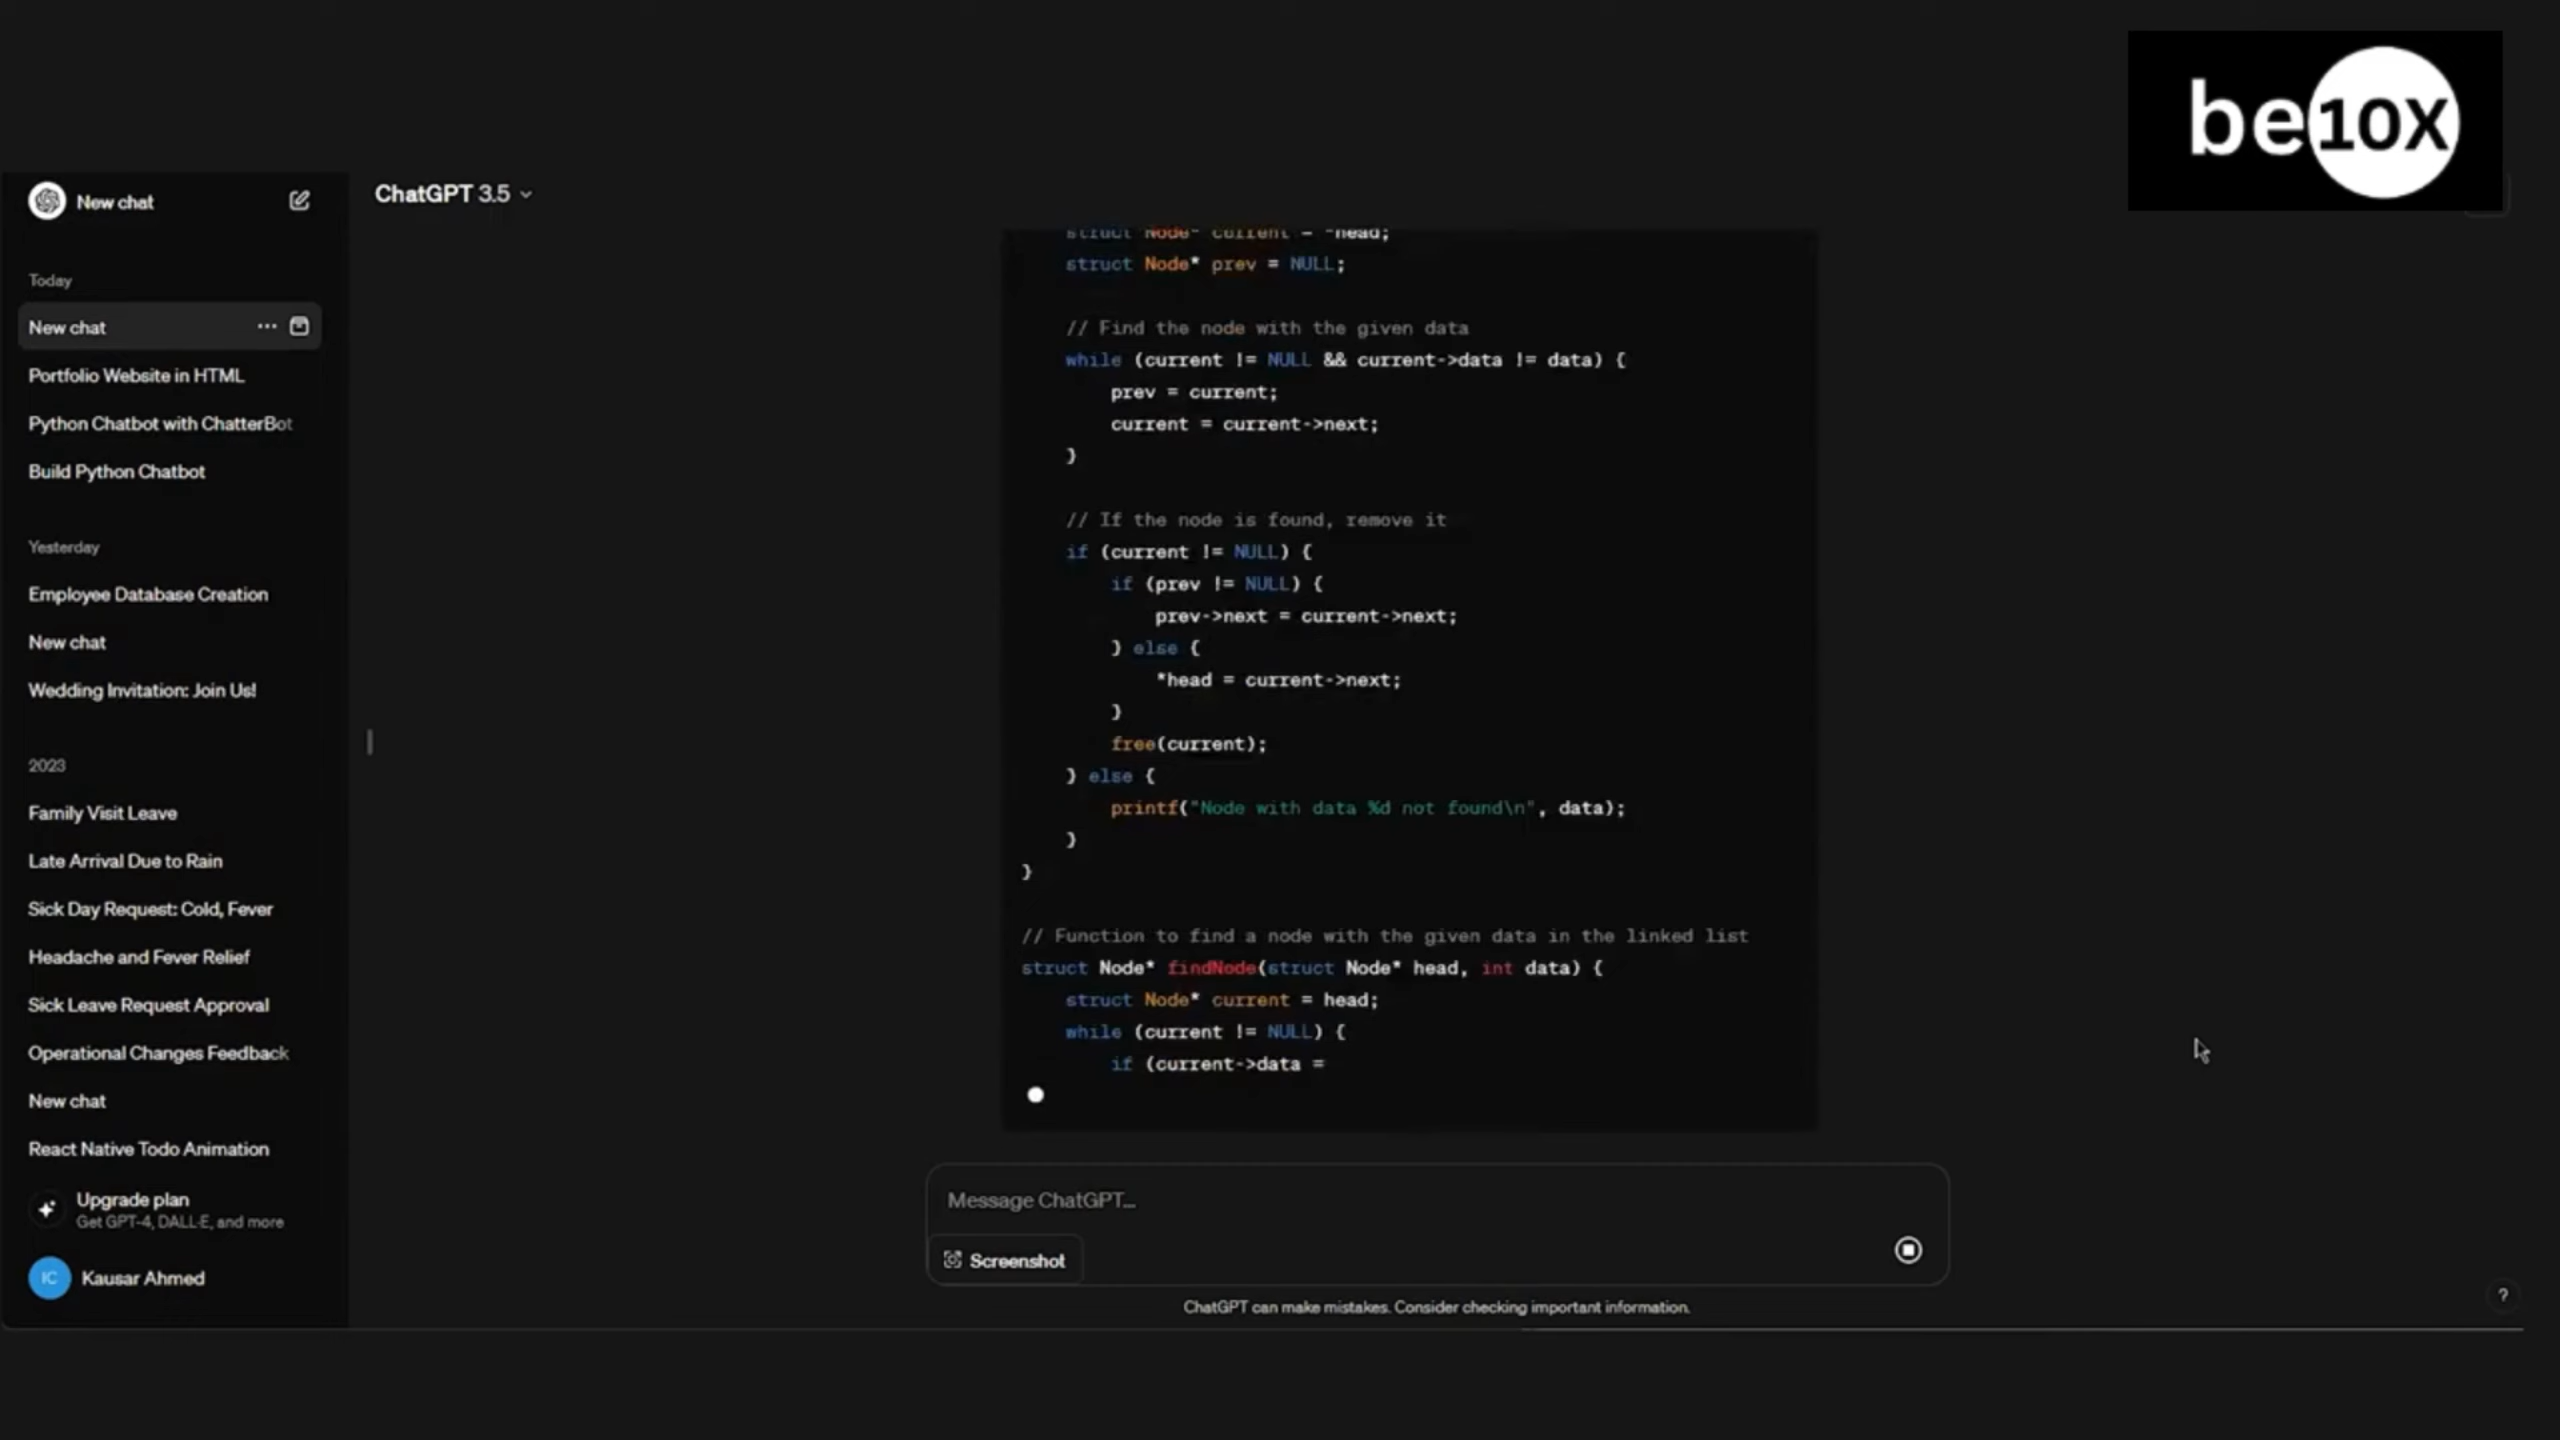 be10X
New chat
ChatGPT 3.5
Today
New chat
Portfolio Website in HTML
Python Chatbot with ChatterBot
Build Python Chatbot
Yesterday
Employee Database Creation
New chat
Wedding Invitation: Join Us!
2023
Family Visit Leave
Late Arrival Due to Rain
Sick Day Request: Cold, Fever
Headache and Fever Relief
Sick Leave Request Approval
Operational Changes Feedback
New chat
React Native Todo Animation
Upgrade plan
Get GPT-4, DALL·E, and more
IC
Kausar Ahmed
struct Node* current = *head;
struct Node* prev = NULL;
// Find the node with the given data
while (current != NULL && current->data != data) {
prev = current;
current = current->next;
}
// If the node is found, remove it
if (current != NULL) {
if (prev != NULL) {
prev->next = current->next;
} else {
*head = current->next;
}
free(current);
} else {
printf("Node with data %d not found\n", data);
}
}
// Function to find a node with the given data in the linked list
struct Node* findNode(struct Node* head, int data) {
struct Node* current = head;
while (current != NULL) {
if (current->data =
Message ChatGPT...
Screenshot
ChatGPT can make mistakes. Consider checking important information.
?